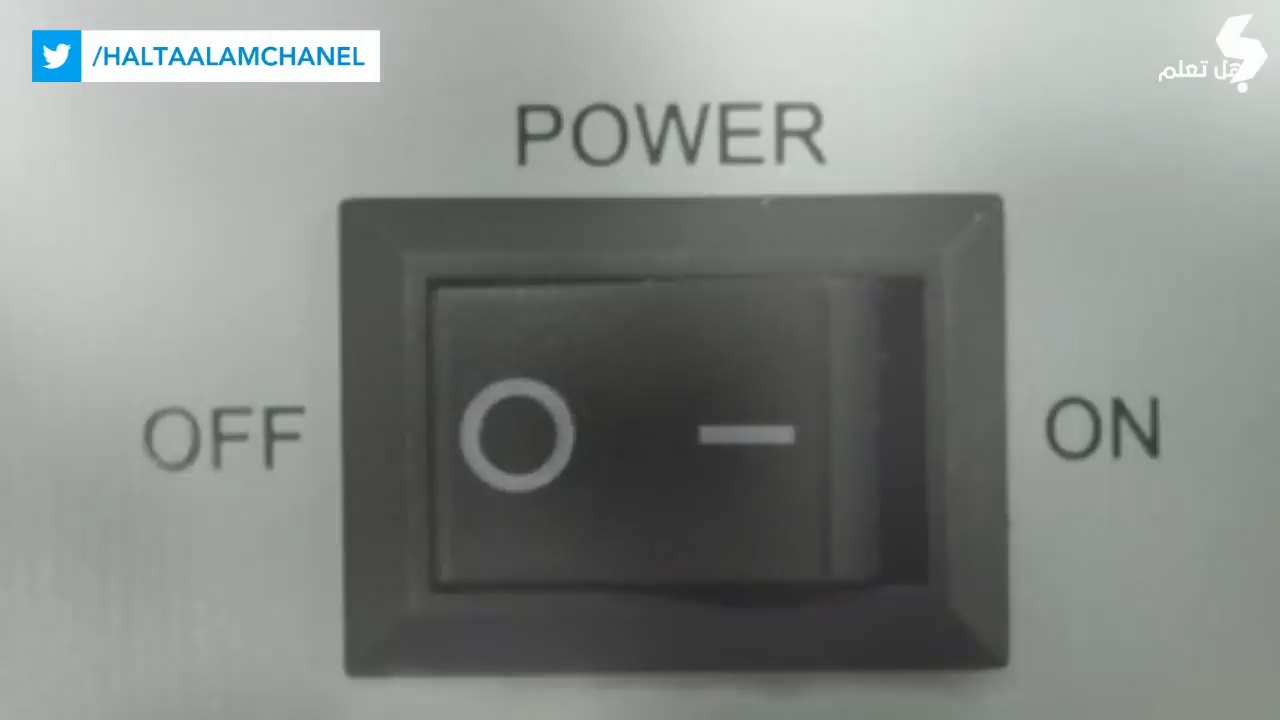 /HALTAALAMCHANEL
هل تعلم
POWER
OFF
ON